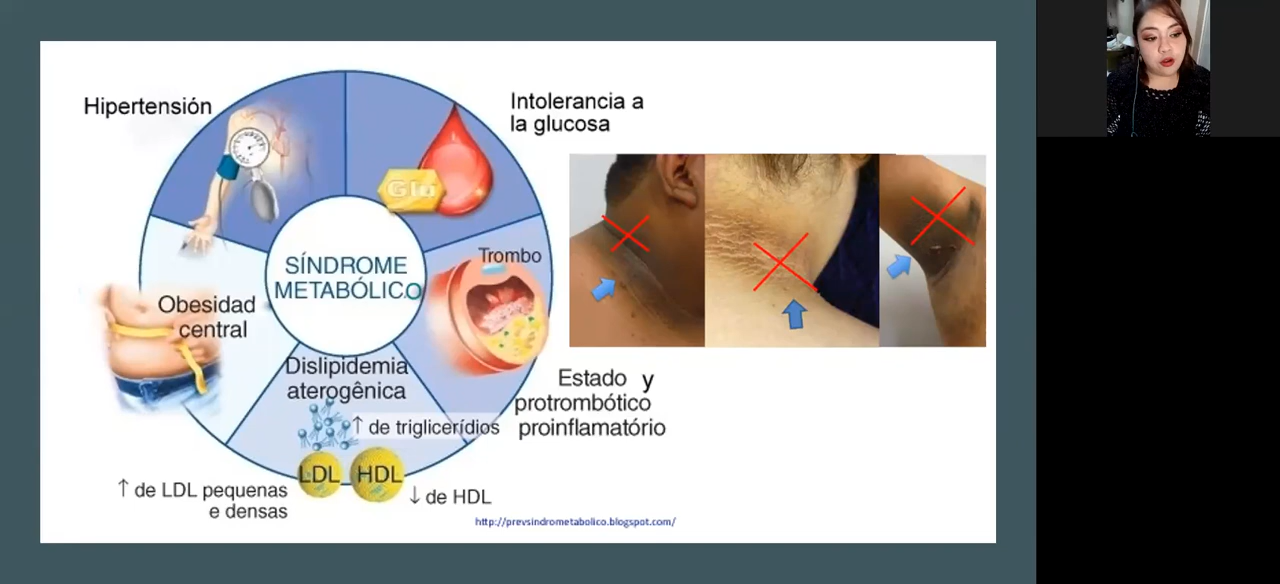 Hipertensión
Intolerancia a
la glucosa
Glu
Trombo
SÍNDROME
METABÓLICO
Obesidad
central
Dislipidemia
aterogênica
↑ de triglicerídios
Estado y
protrombótico
proinflamatório
LDL
HDL
↑ de LDL pequenas
e densas
↓ de HDL
http://prevsindrometabolico.blogspot.com/